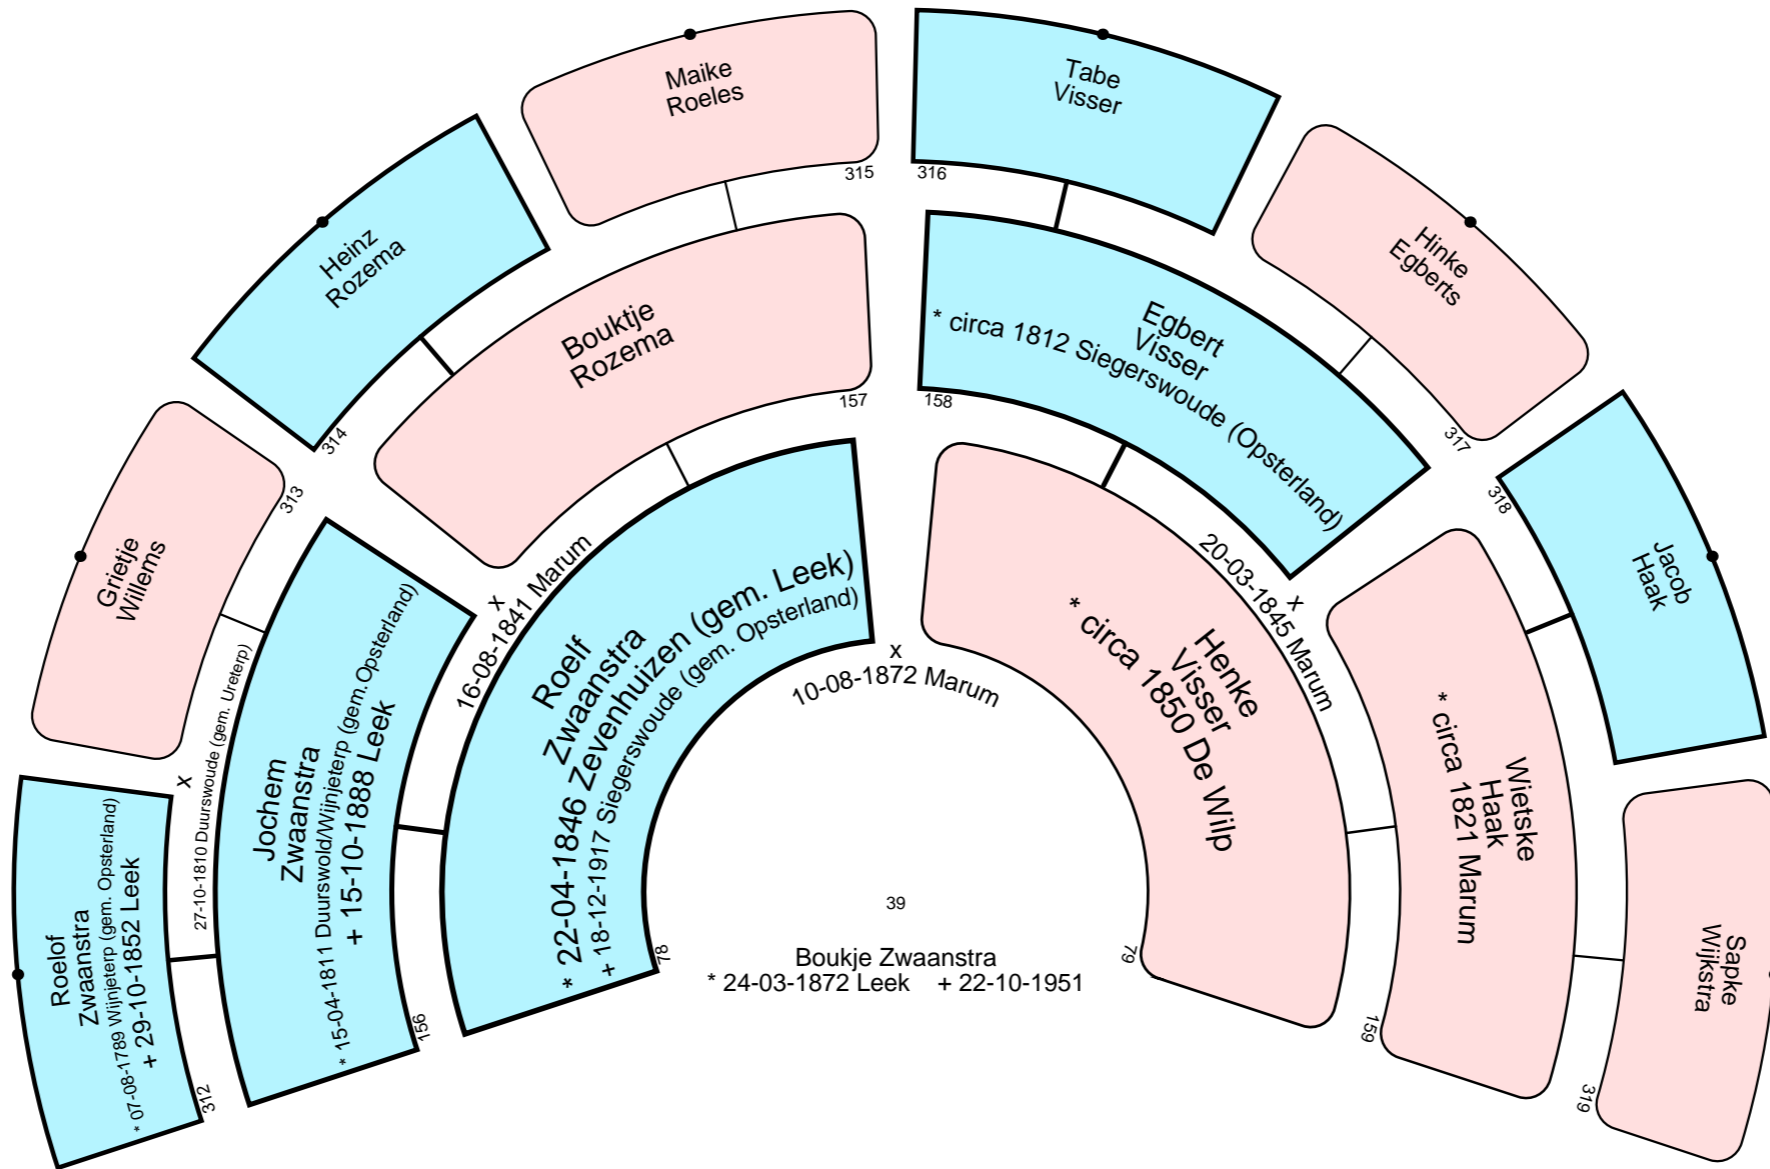 Maike
Roeles
315
Tabe
Visser
316
Heinz
Rozema
314
Hinke
Egberts
317
Bouktje
Rozema
157
Egbert
Visser
* circa 1812 Siegerswoude (Opsterland)
158
Grietje
Willems
313
Jacob
Haak
318
Jochem
Zwaanstra
* 15-04-1811 Duurswold/Wijnjeterp (gem.Opsterland)
+ 15-10-1888 Leek
156
x
16-08-1841 Marum
Roelf
Zwaanstra
* 22-04-1846 Zevenhuizen (gem. Leek)
+ 18-12-1917 Siegerswoude (gem. Opsterland)
78
x
10-08-1872 Marum
Henke
Visser
* circa 1850 De Wilp
79
x
20-03-1845 Marum
Wietske
Haak
* circa 1821 Marum
159
Roelof
Zwaanstra
* 07-08-1789 Wijnjeterp (gem. Opsterland)
+ 29-10-1852 Leek
312
x
27-10-1810 Duurswoude (gem. Ureterp)
Sapke
Wijkstra
319
39
Boukje Zwaanstra
* 24-03-1872 Leek + 22-10-1951